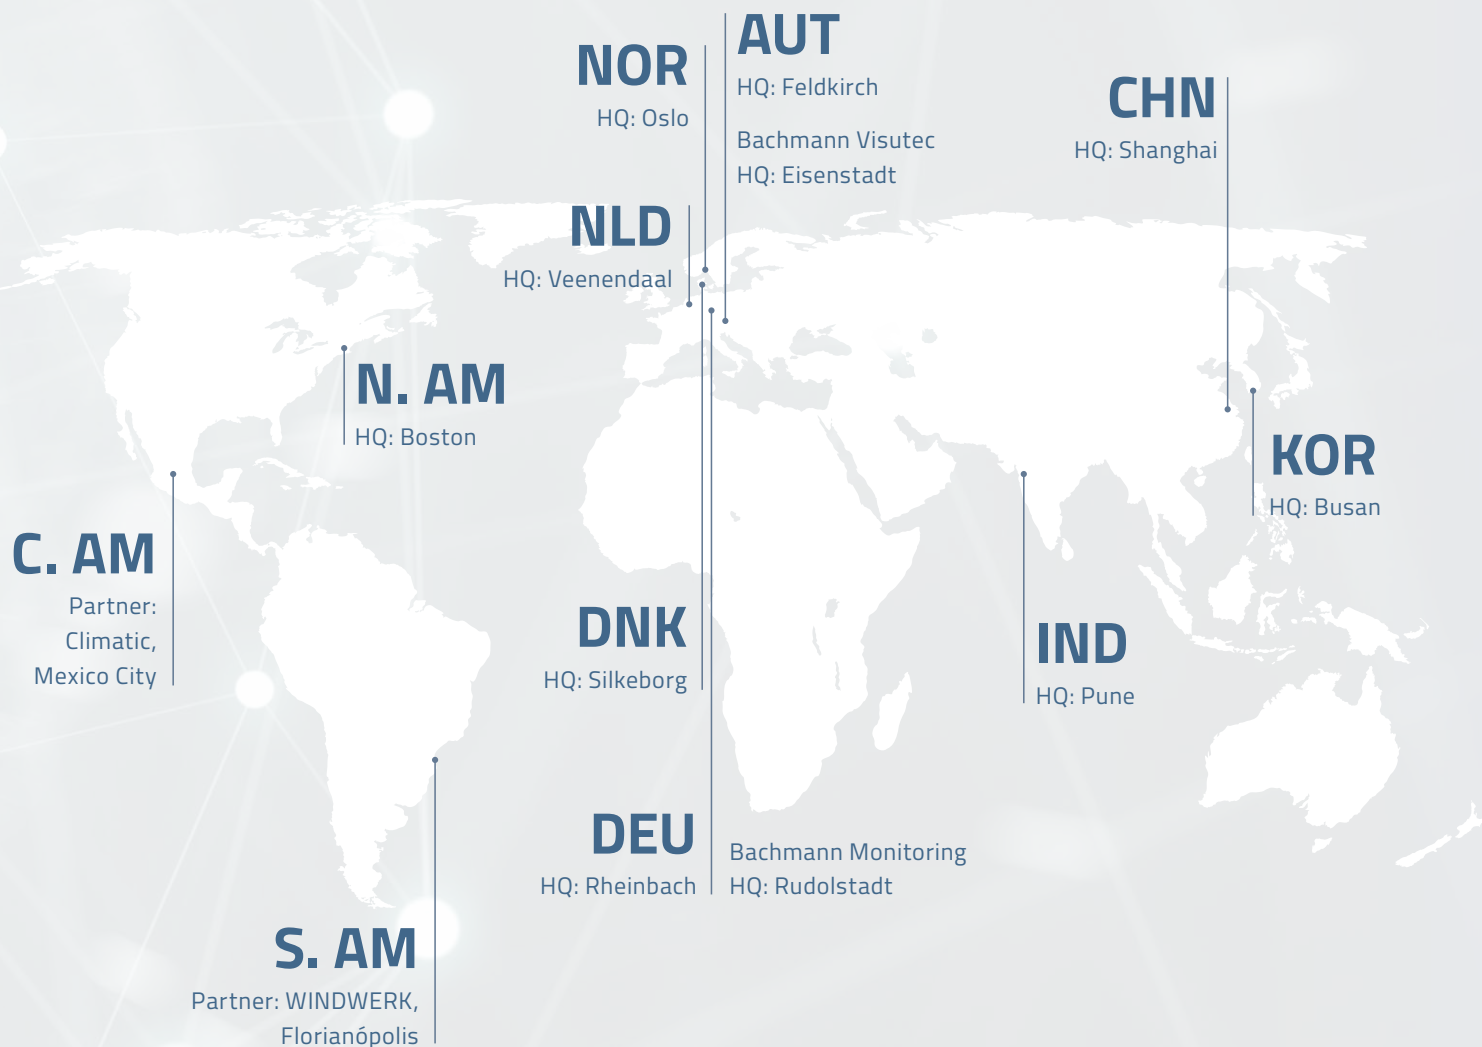 AUT
HQ: Feldkirch
Bachmann Visutec
HQ: Eisenstadt
NOR
HQ: Oslo
CHN
HQ: Shanghai
NLD
HQ: Veenendaal
N. AM
HQ: Boston
KOR
HQ: Busan
C. AM
Partner:
Climatic,
Mexico City
DNK
HQ: Silkeborg
IND
HQ: Pune
DEU
HQ: Rheinbach
Bachmann Monitoring
HQ: Rudolstadt
S. AM
Partner: WINDWERK,
Florianópolis